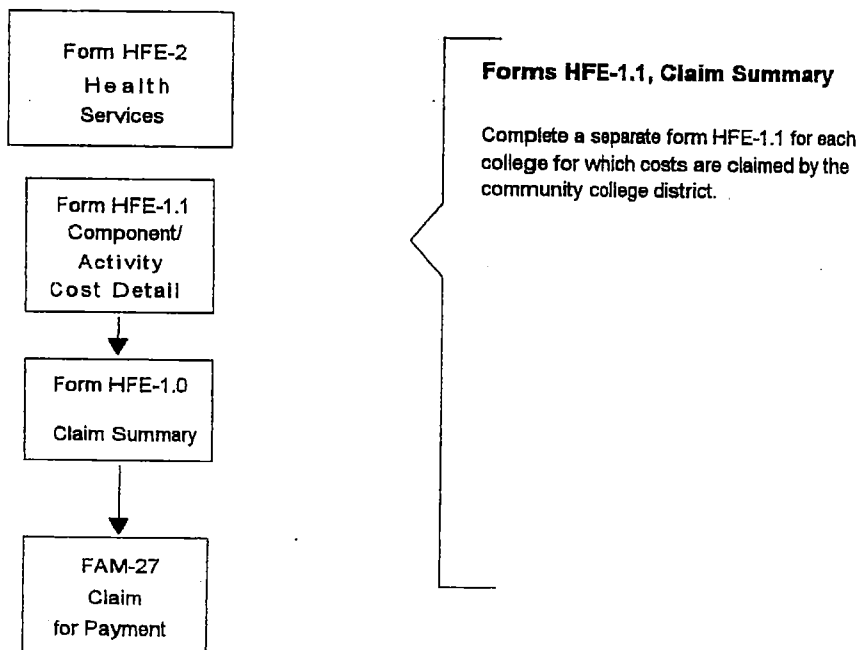 Form HFE-2
Health
Services
Form HFE-1.1
Component/
Activity
Cost Detail
Form HFE-1.0
Claim Summary
FAM-27
Claim
for Payment
Forms HFE-1.1, Claim Summary
Complete a separate form HFE-1.1 for each
college for which costs are claimed by the
community college district.